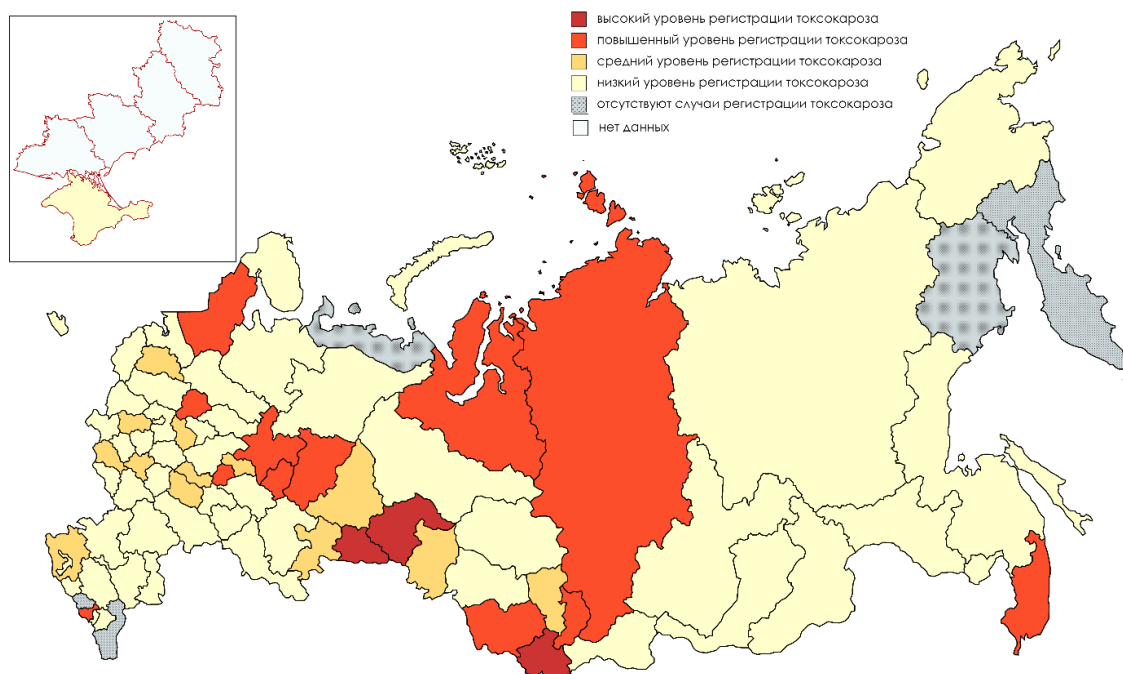 высокий уровень регистрации токсокароза
повышенный уровень регистрации токсокароза
средний уровень регистрации токсокароза
низкий уровень регистрации токсокароза
отсутствуют случаи регистрации токсокароза
нет данных